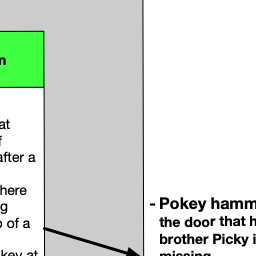 n
at
f
after a
here
g
o of a
key at
- Pokey hamm
the door that h
brother Picky i
missing